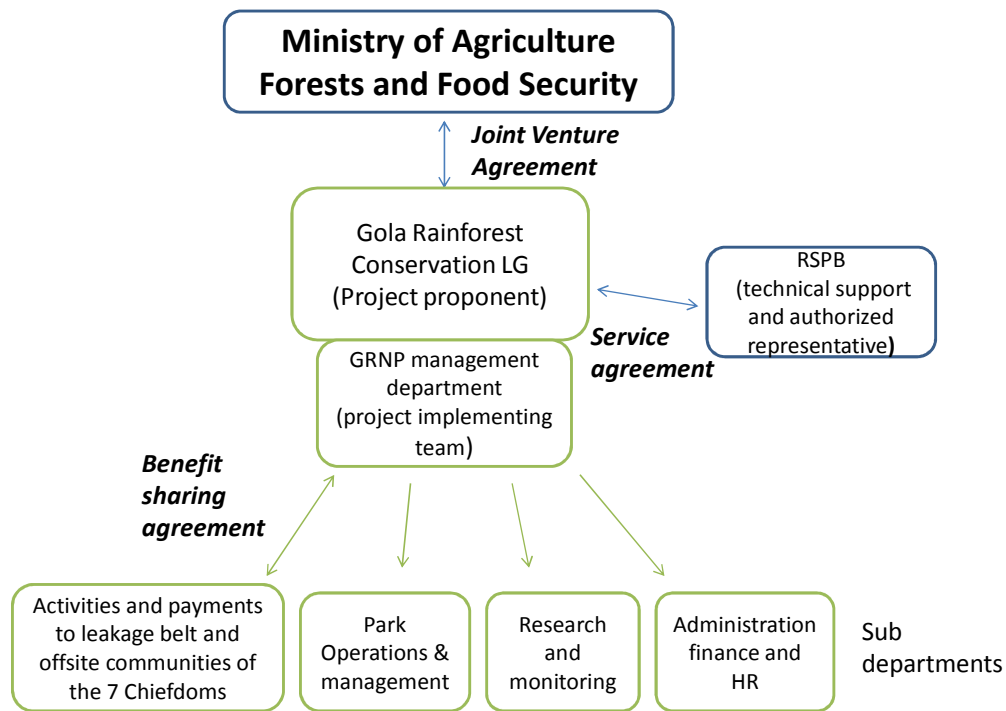 Ministry of Agriculture
Forests and Food Security
Joint Venture
Agreement
Gola Rainforest
Conservation LG
(Project proponent)
RSPB
(technical support
and authorized
representative)
Service
agreement
GRNP management
department
(project implementing
team)
Benefit
sharing
agreement
Activities and payments
to leakage belt and
offsite communities of
the 7 Chiefdoms
Park
Operations &
management
Research
and
monitoring
Administration
finance and
HR
Sub
departments